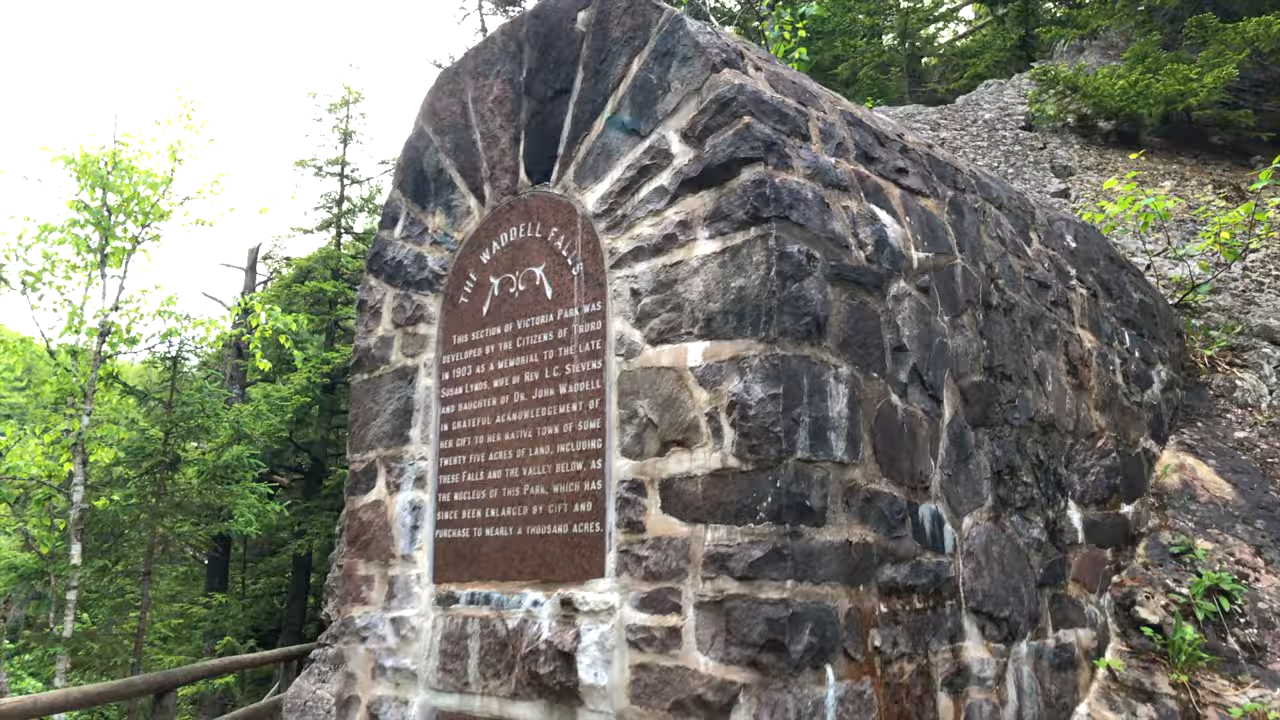 THE WADDELL FALLS
THIS SECTION OF VICTORIA PARK WAS
DEVELOPED BY THE CITIZENS OF TRURO
IN 1903 AS A MEMORIAL TO THE LATE
SUSAN LYNDS, WIFE OF REV. L.C. STEVENS
AND DAUGHTER OF DR. JOHN WADDELL
IN GRATEFUL ACKNOWLEDGEMENT OF
HER GIFT TO HER NATIVE TOWN OF SOME
TWENTY FIVE ACRES OF LAND, INCLUDING
THESE FALLS AND THE VALLEY BELOW, AS
THE NUCLEUS OF THIS PARK, WHICH HAS
SINCE BEEN ENLARGED BY GIFT AND
PURCHASE TO NEARLY A THOUSAND ACRES.